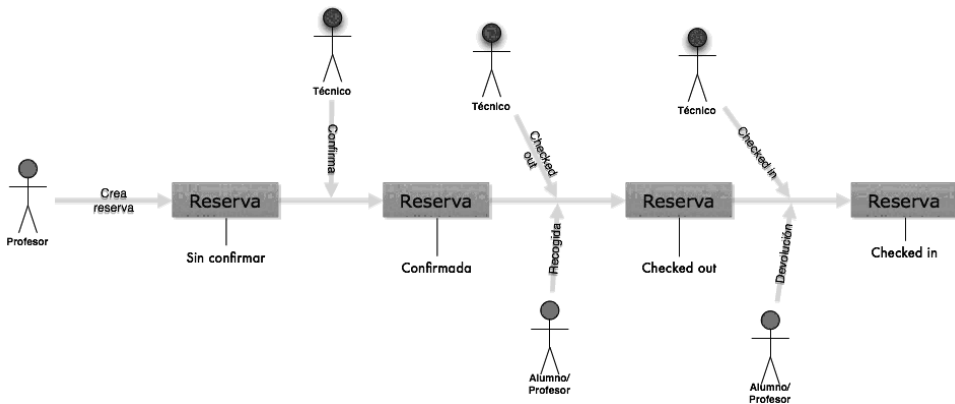 Técnico
Técnico
Técnico
Confirma
Checked
out
Checked in
Profesor
Crea
reserva
Reserva
Reserva
Reserva
Reserva
Sin confirmar
Confirmada
Checked out
Checked in
Recogida
Devolución
Alumno/
Profesor
Alumno/
Profesor